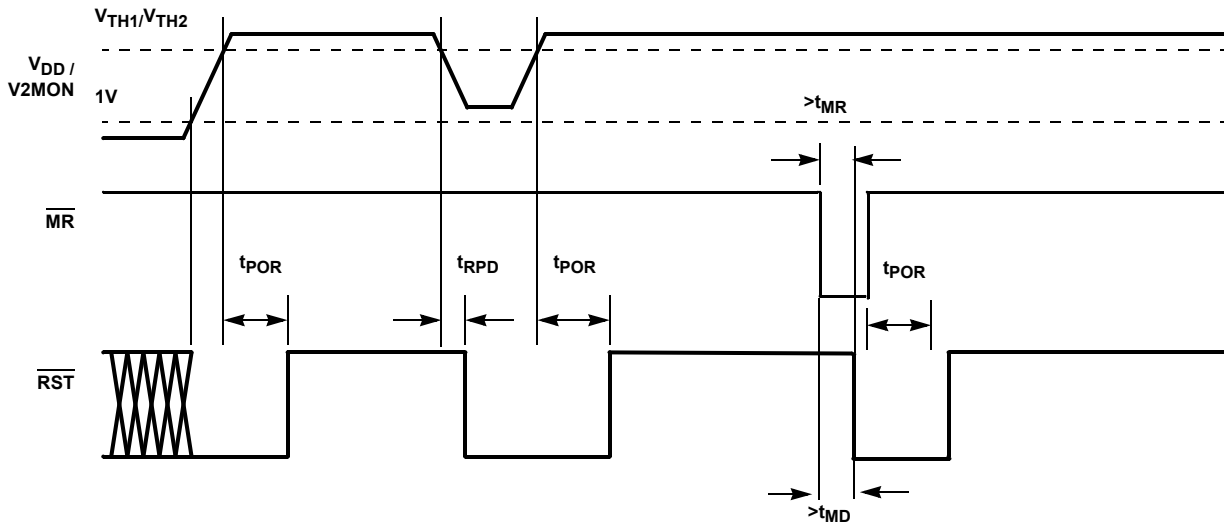 VTH1/VTH2
VDD /
V2MON
1V
>tMR
MR
tPOR
tRPD
tPOR
tPOR
RST
>tMD